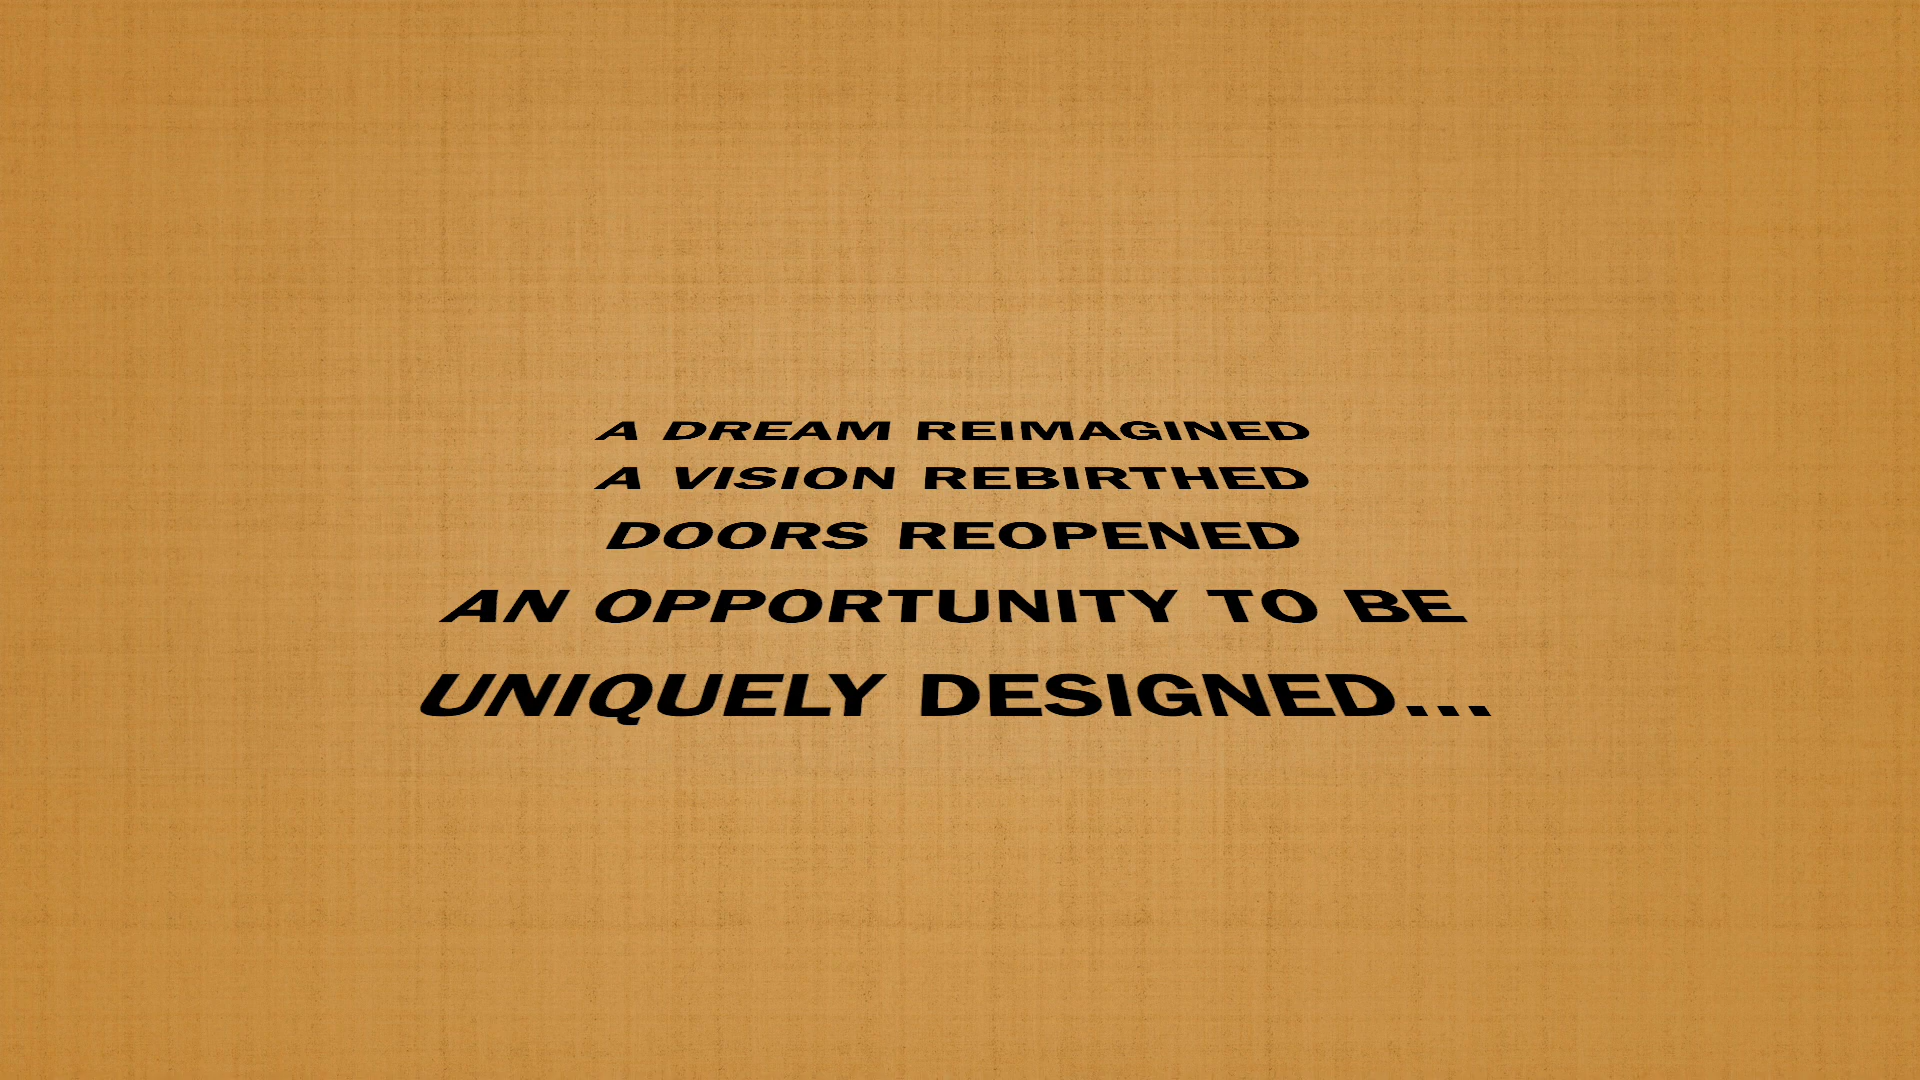 A DREAM REIMAGINED
A VISION REBIRTHED
DOORS REOPENED
AN OPPORTUNITY TO BE
UNIQUELY DESIGNED...